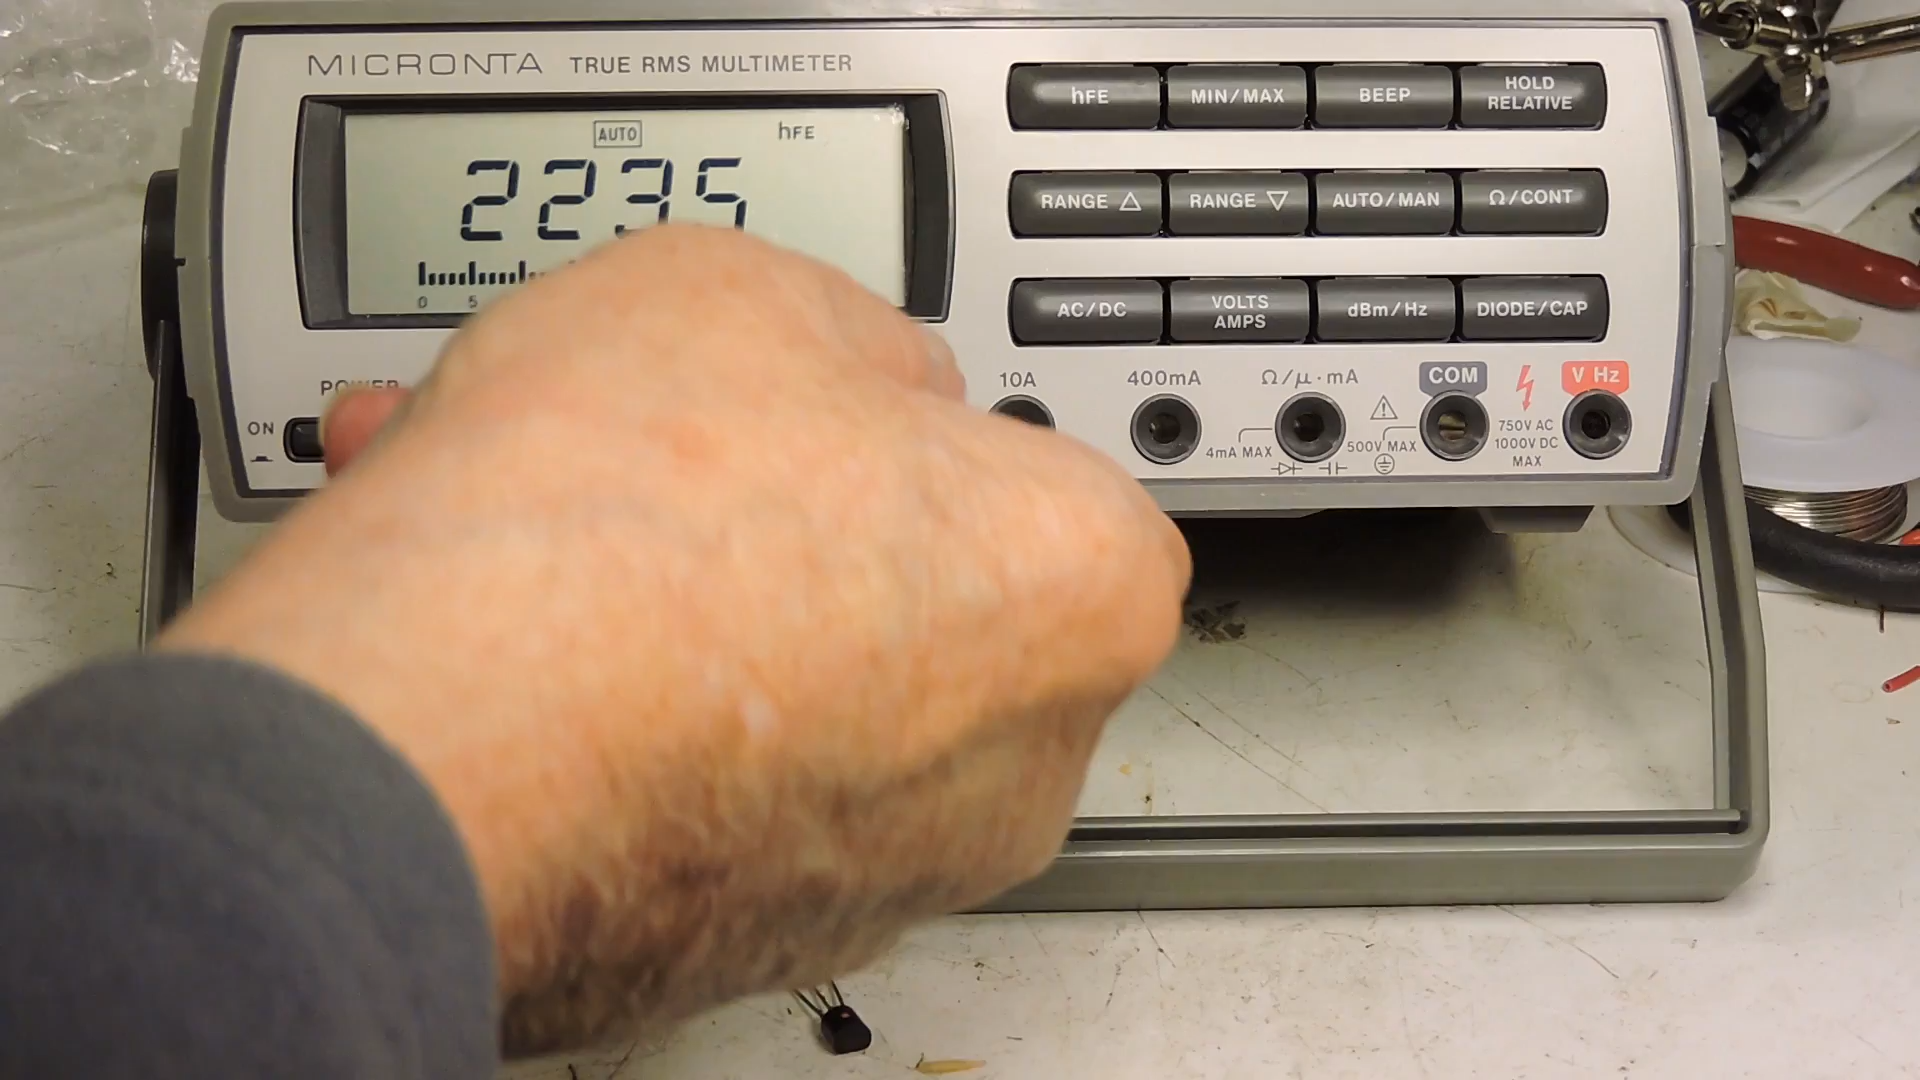 MICRONTA TRUE RMS MULTIMETER
AUTO hFE
2235
0 5
POWER
ON
hFE MIN/MAX BEEP HOLD RELATIVE
RANGE △ RANGE ▽ AUTO/MAN Ω/CONT
AC/DC VOLTS AMPS dBm/Hz DIODE/CAP
10A 400mA Ω/μ·mA COM V Hz
4mA MAX 500V MAX 750V AC
1000V DC
MAX